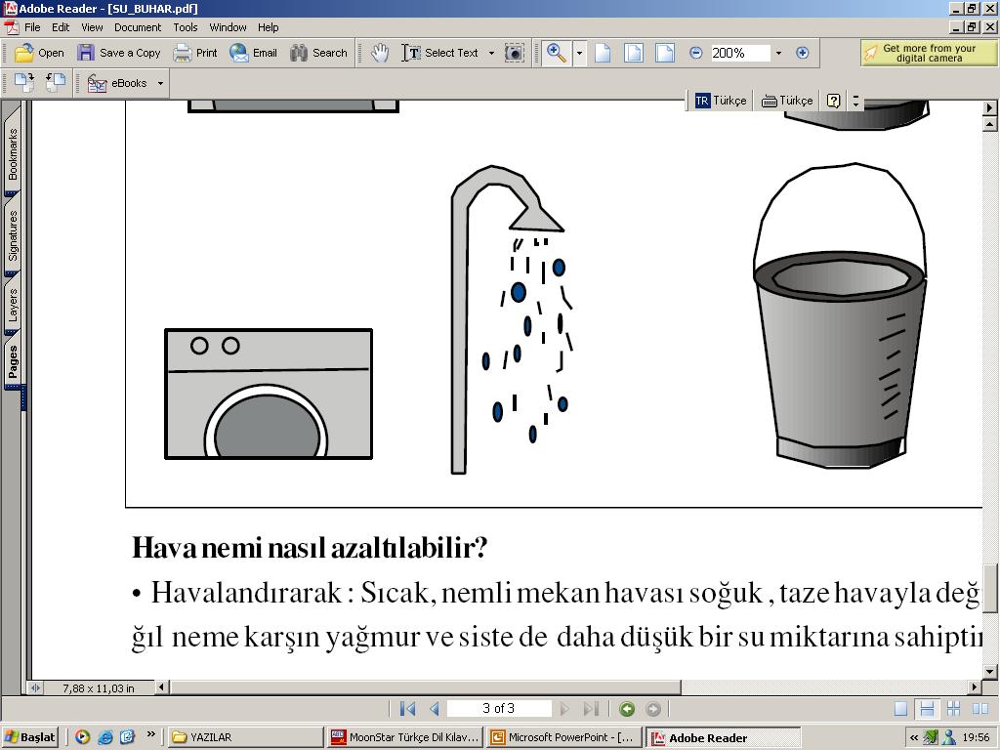 Adobe Reader - [SU_BUHAR.pdf]
File Edit View Document Tools Window Help
Open Save a Copy Print Email Search Select Text 200% Get more from your
digital camera
eBooks
TR Türkçe Türkçe ?
Bookmarks
Signatures
Layers
Pages
Hava nemi nasıl azaltılabilir?
• Havalandırarak : Sıcak, nemli mekan havası soğuk , taze havayla değ
ğıl neme karşın yağmur ve siste de daha düşük bir su miktarına sahiptir
7,88 x 11,03 in
3 of 3
Başlat » YAZILAR MoonStar Türkçe Dil Kılav... Microsoft PowerPoint - [... Adobe Reader « 19:56